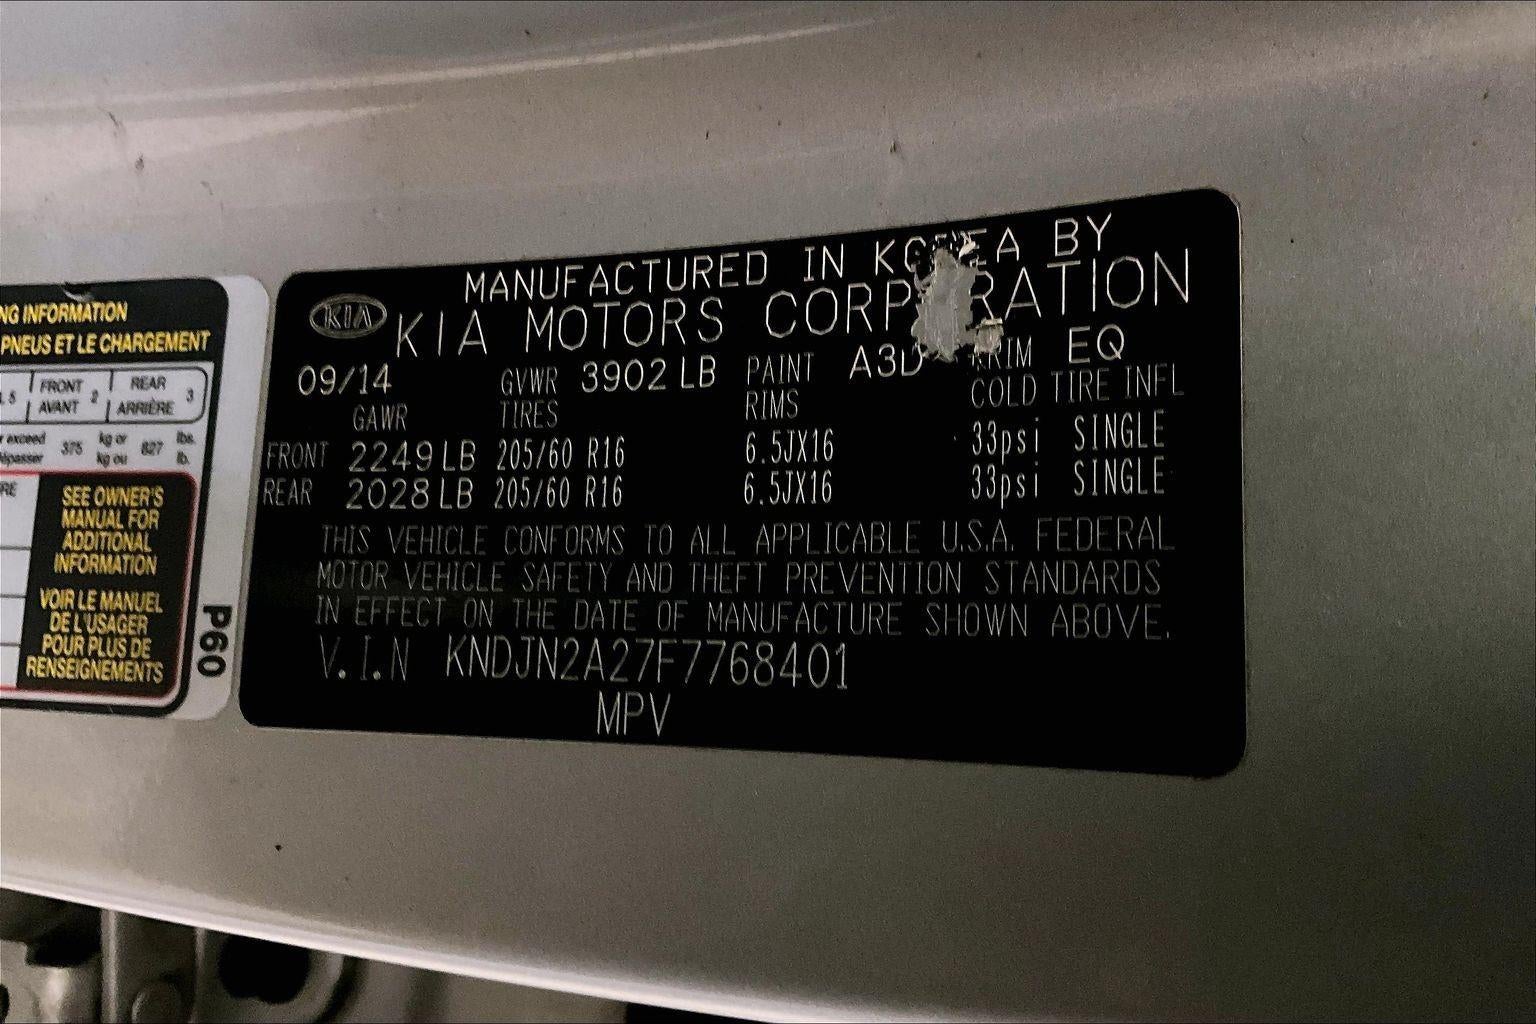 NG INFORMATION
PNEUS ET LE CHARGEMENT
5 FRONT AVANT 2 REAR ARRIÈRE 3
exceed 375 kg or 827 lbs.
kg ou lb.
SEE OWNER'S
MANUAL FOR
ADDITIONAL
INFORMATION
VOIR LE MANUEL
DE L'USAGER
POUR PLUS DE
RENSEIGNEMENTS
P60
MANUFACTURED IN KOREA BY
KIA KIA MOTORS CORPORATION
09/14 GVWR 3902 LB PAINT A3D TRIM EQ
GAWR TIRES RIMS COLD TIRE INFL
FRONT 2249 LB 205/60 R16 6.5JX16 33psi SINGLE
REAR 2028 LB 205/60 R16 6.5JX16 33psi SINGLE
THIS VEHICLE CONFORMS TO ALL APPLICABLE U.S.A. FEDERAL
MOTOR VEHICLE SAFETY AND THEFT PREVENTION STANDARDS
IN EFFECT ON THE DATE OF MANUFACTURE SHOWN ABOVE.
V.I.N KNDJN2A27F7768401
MPV